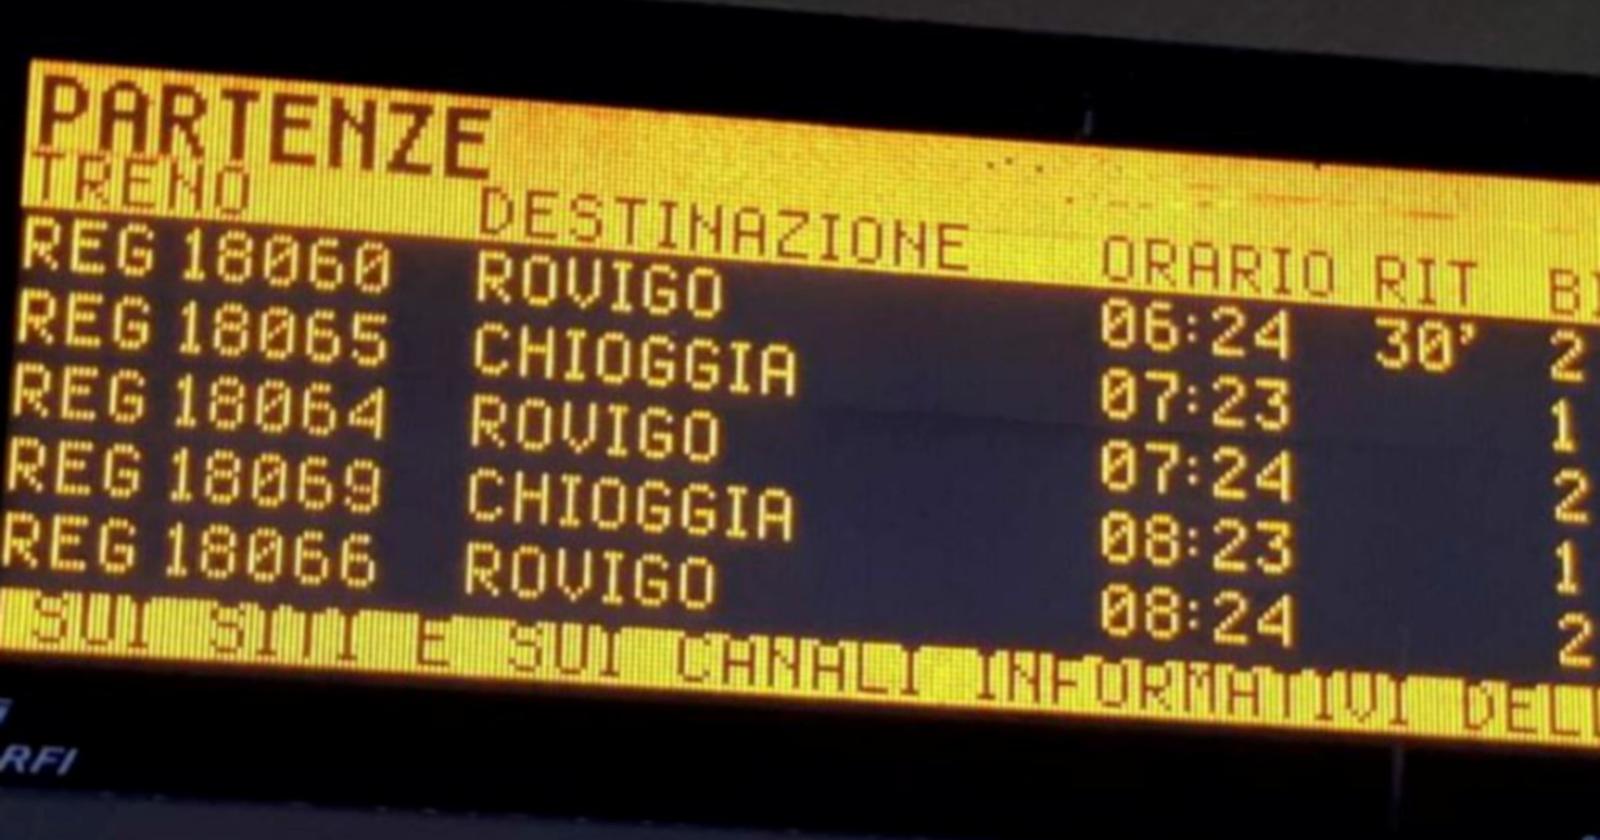 PARTENZE
TRENO DESTINAZIONE ORARIO RIT
REG 18060 ROVIGO 06:24 30' 2
REG 18065 CHIOGGIA 07:23 1
REG 18064 ROVIGO 07:24 2
REG 18069 CHIOGGIA 08:23 1
REG 18066 ROVIGO 08:24 2
SUI SITI E SUI CANALI INFORMATIVI
RFI